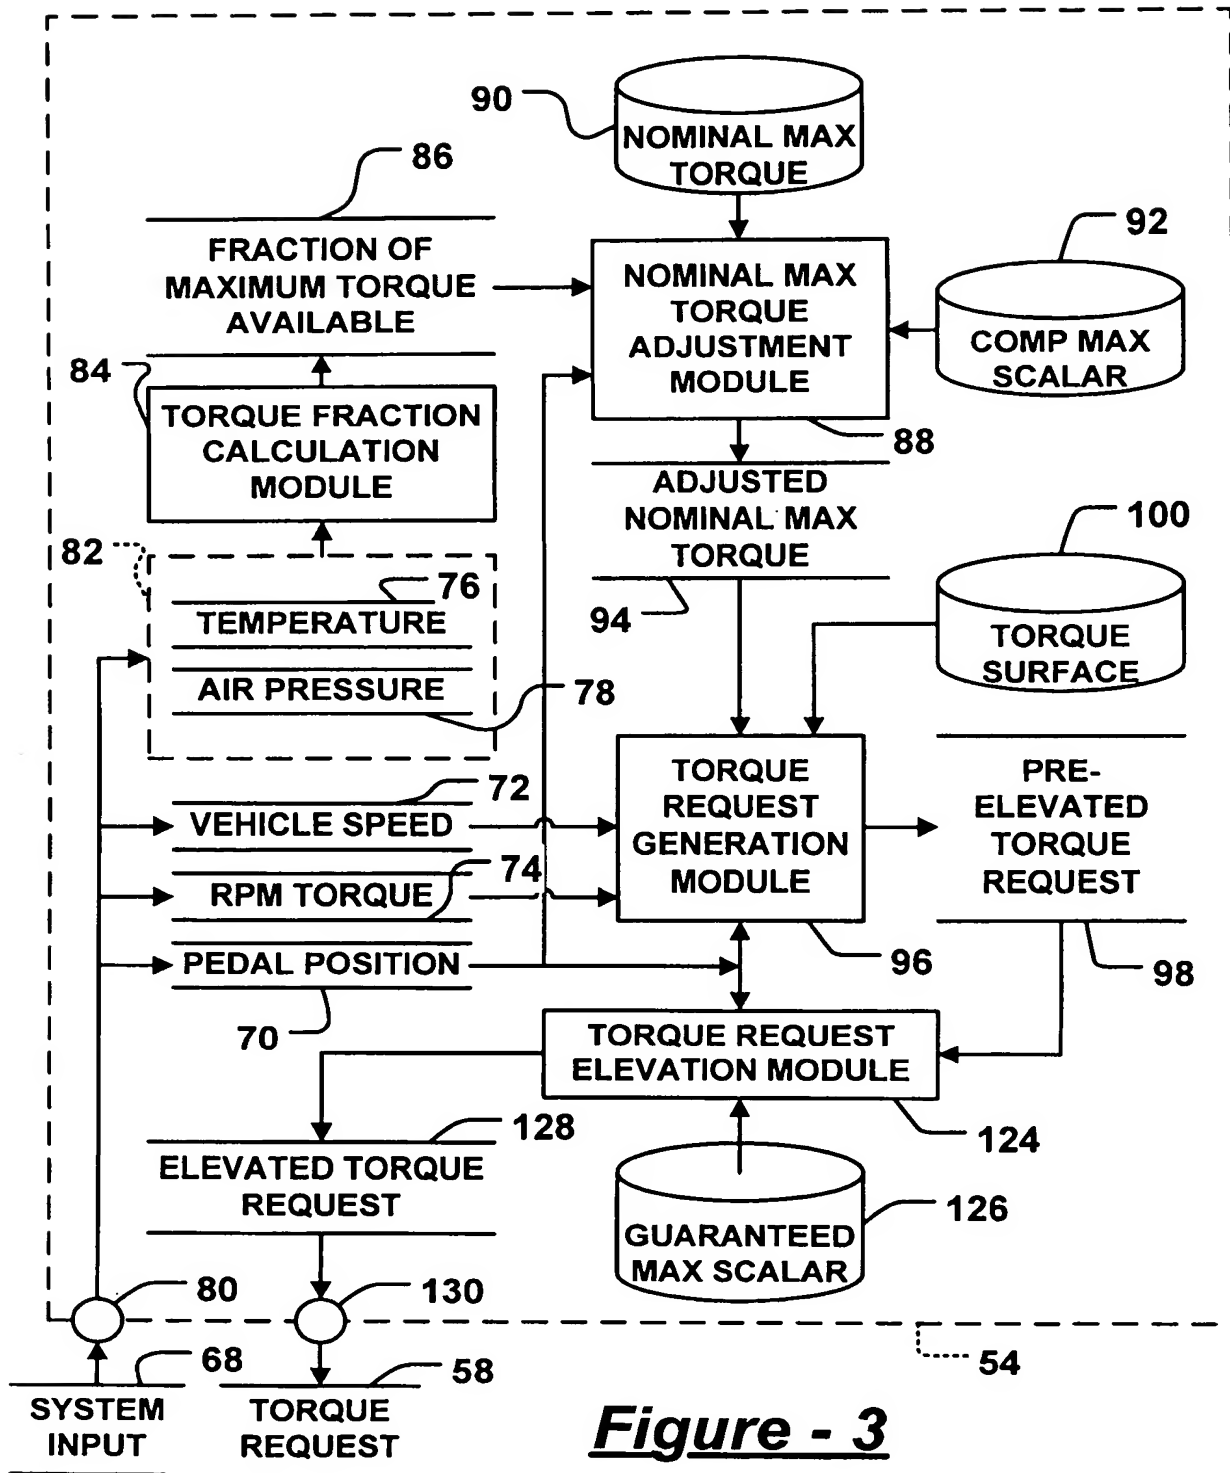 90
NOMINAL MAX
TORQUE
86
FRACTION OF
MAXIMUM TORQUE
AVAILABLE
NOMINAL MAX
TORQUE
ADJUSTMENT
MODULE
92
COMP MAX
SCALAR
84
TORQUE FRACTION
CALCULATION
MODULE
88
ADJUSTED
NOMINAL MAX
TORQUE
94
100
TORQUE
SURFACE
82
76
TEMPERATURE
AIR PRESSURE
78
72
VEHICLE SPEED
74
RPM TORQUE
PEDAL POSITION
70
TORQUE
REQUEST
GENERATION
MODULE
96
PRE-
ELEVATED
TORQUE
REQUEST
98
TORQUE REQUEST
ELEVATION MODULE
124
128
ELEVATED TORQUE
REQUEST
GUARANTEED
MAX SCALAR
126
80
130
54
68
SYSTEM
INPUT
58
TORQUE
REQUEST
Figure - 3